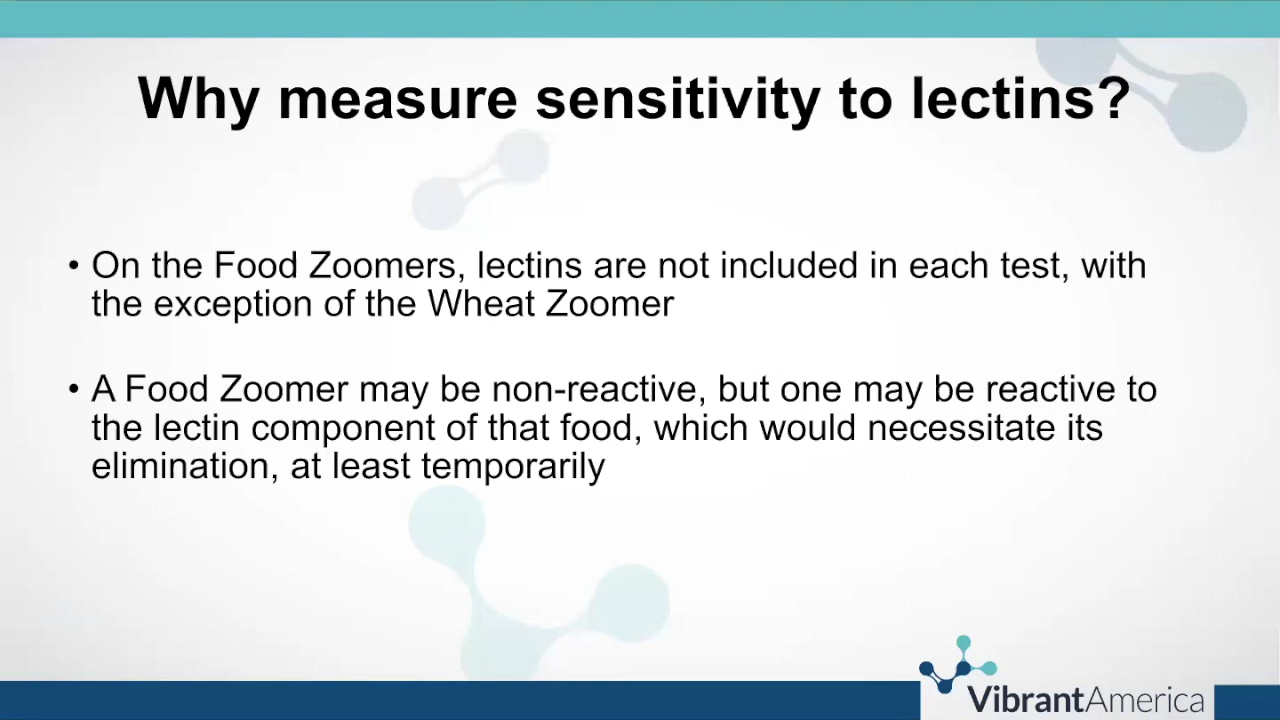 Why measure sensitivity to lectins?
• On the Food Zoomers, lectins are not included in each test, with
the exception of the Wheat Zoomer
• A Food Zoomer may be non-reactive, but one may be reactive to
the lectin component of that food, which would necessitate its
elimination, at least temporarily
VibrantAmerica